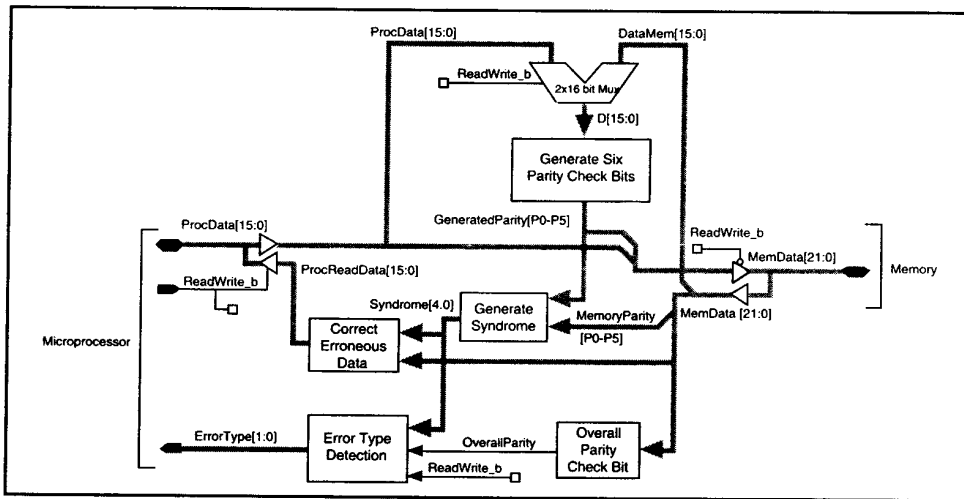 ProcData[15:0]
DataMem[15:0]
ReadWrite_b
2x16 bit Mux
D[15:0]
Generate Six
Parity Check Bits
GeneratedParity[P0-P5]
ProcData[15:0]
ReadWrite_b
MemData[21:0]
Memory
ProcReadData[15:0]
ReadWrite_b
MemData [21:0]
Syndrome[4.0]
Generate
Syndrome
MemoryParity
[P0-P5]
Microprocessor
Correct
Erroneous
Data
ErrorType[1:0]
Error Type
Detection
OverallParity
Overall
Parity
Check Bit
ReadWrite_b